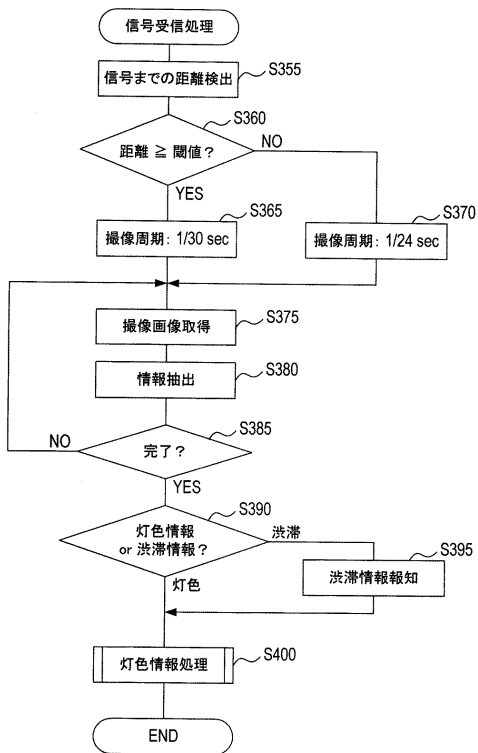 信号受信処理
信号までの距離検出
S355
S360
距離 ≧ 閾値？
NO
YES
S365
S370
撮像周期：1/30 sec
撮像周期：1/24 sec
撮像画像取得
S375
情報抽出
S380
S385
NO
完了？
YES
S390
灯色情報
or 渋滞情報？
渋滞
S395
渋滞情報報知
灯色
灯色情報処理
S400
END